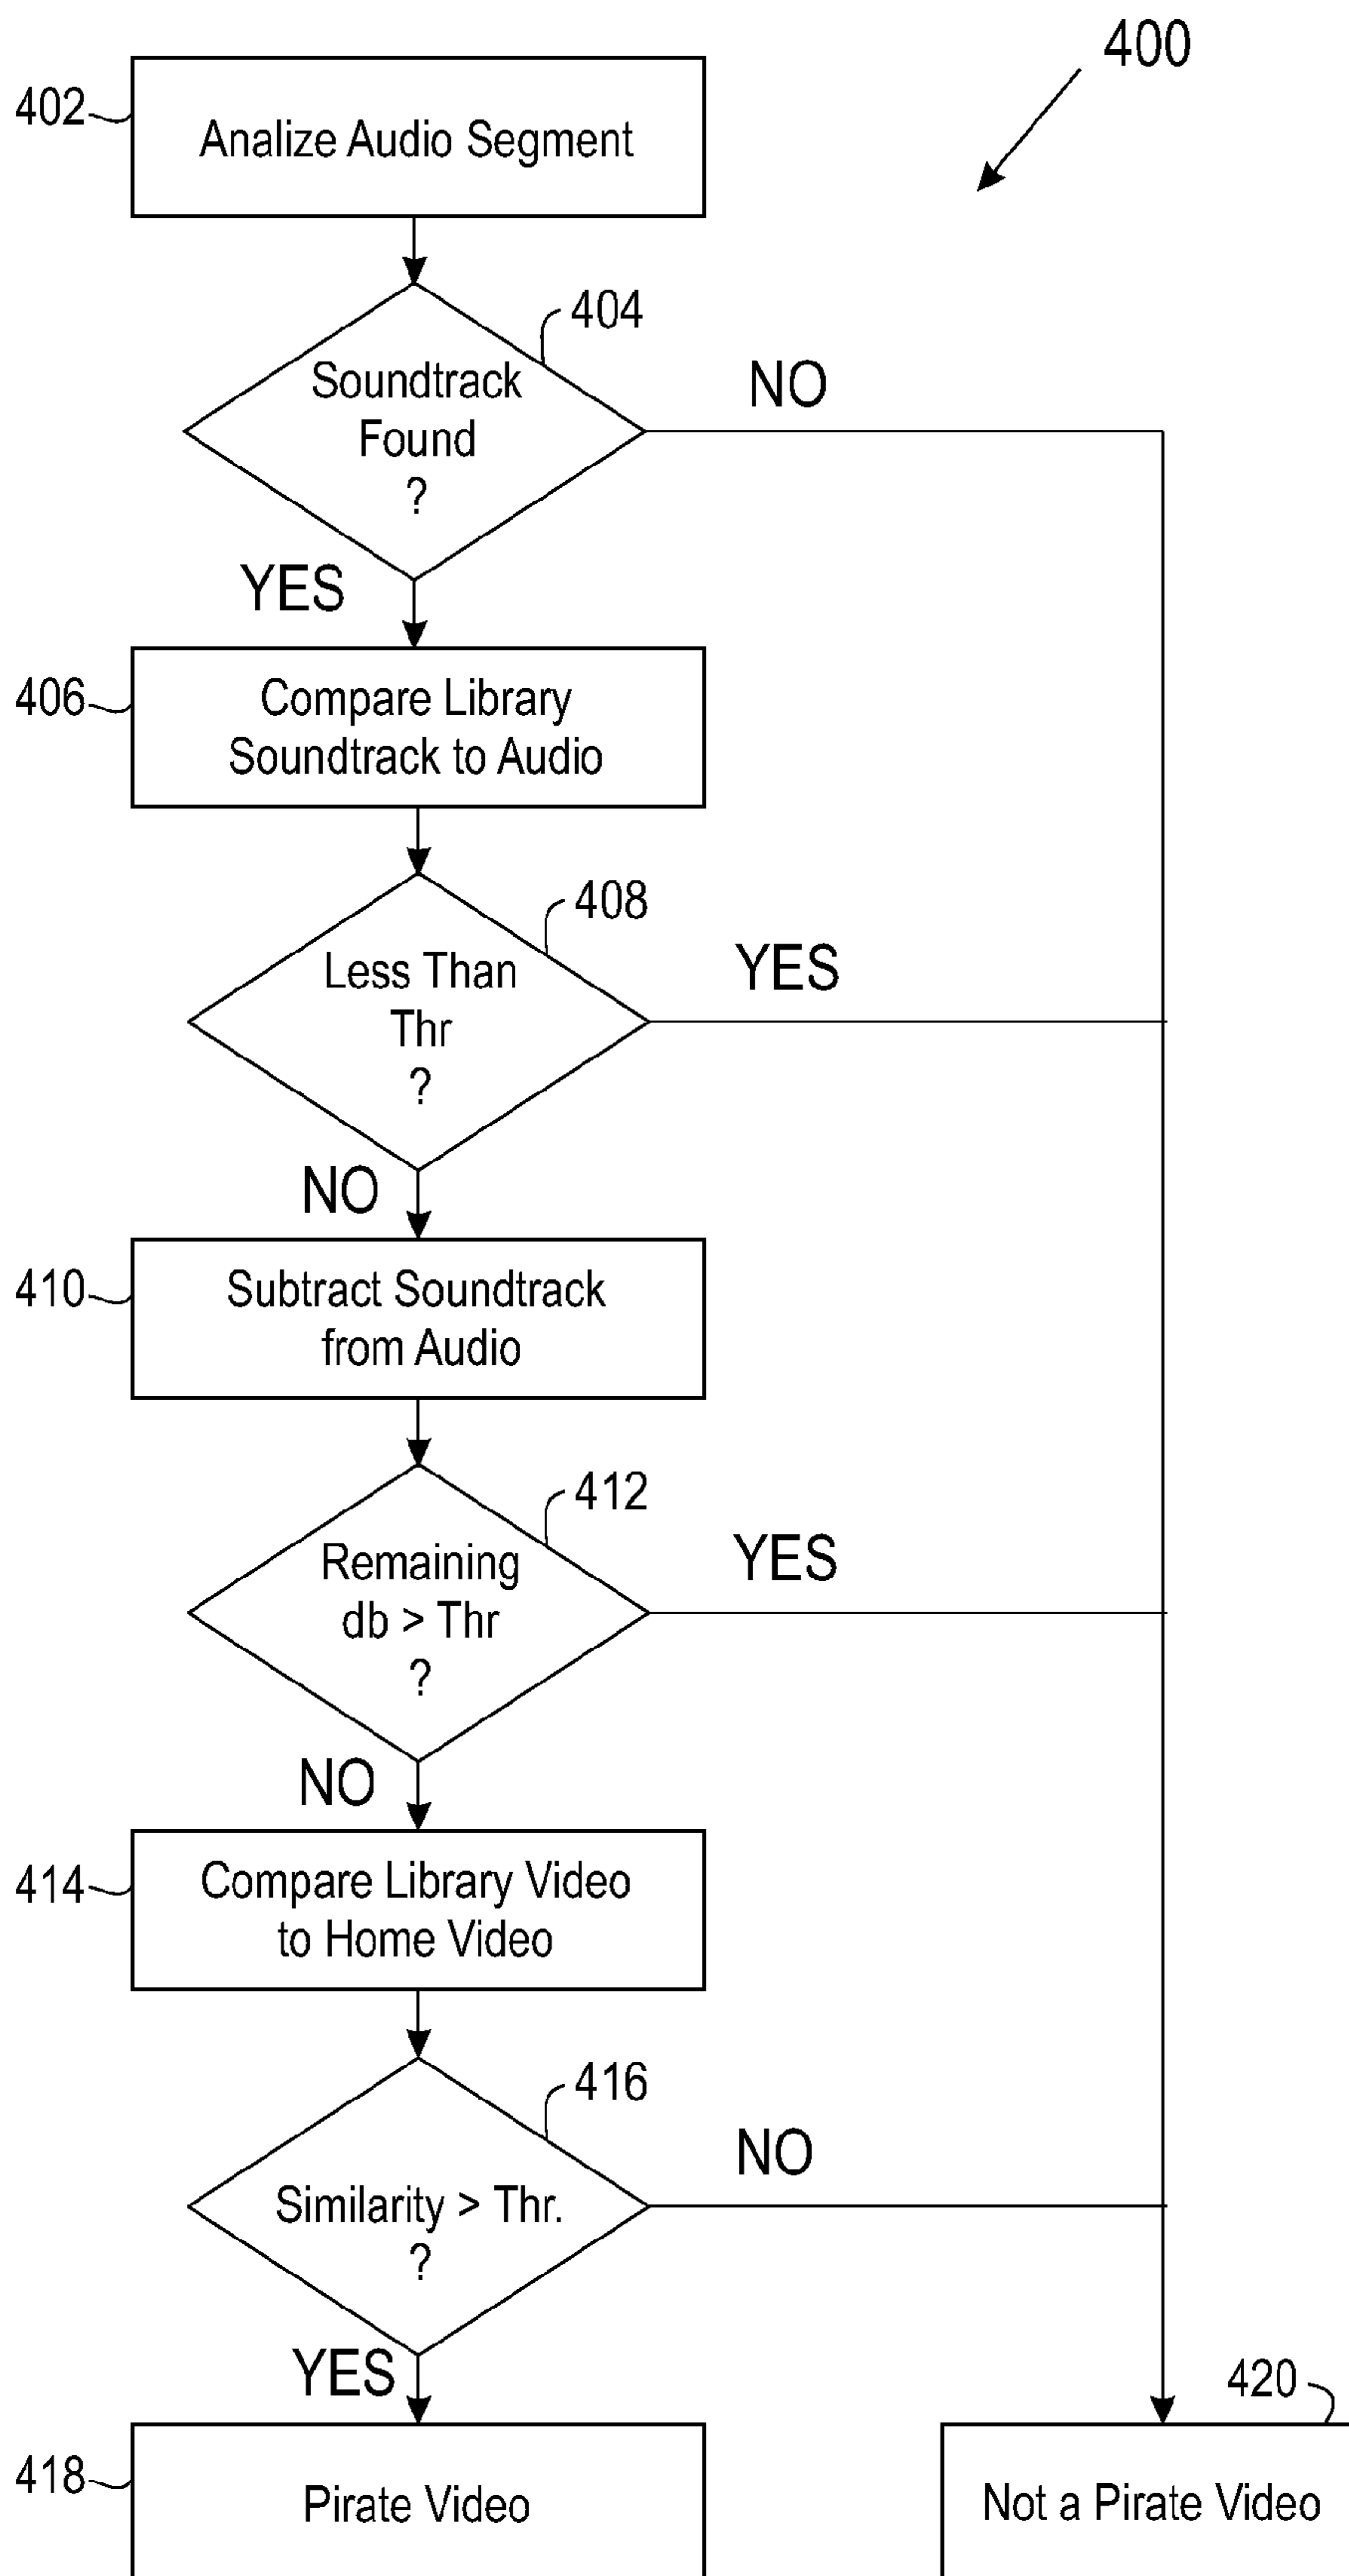 400
402
Analize Audio Segment
404
Soundtrack
Found
?
NO
YES
406
Compare Library
Soundtrack to Audio
408
Less Than
Thr
?
YES
NO
410
Subtract Soundtrack
from Audio
412
Remaining
db > Thr
?
YES
NO
414
Compare Library Video
to Home Video
416
Similarity > Thr.
?
NO
YES
418
Pirate Video
420
Not a Pirate Video